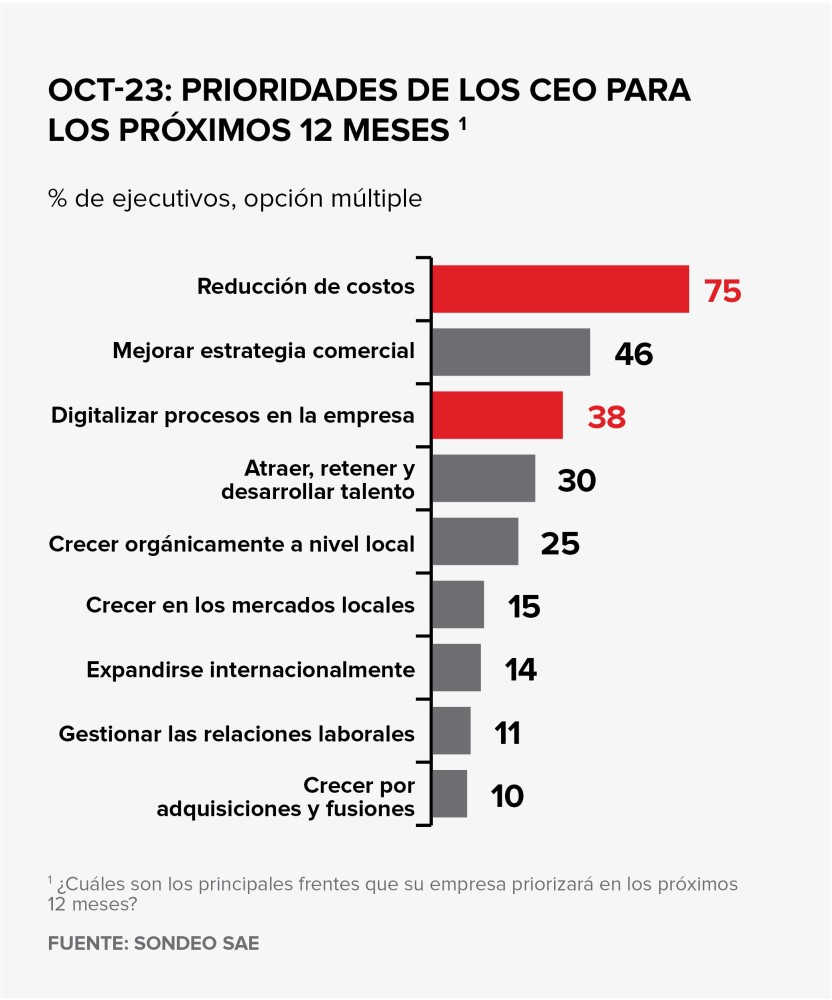 OCT-23: PRIORIDADES DE LOS CEO PARA
LOS PRÓXIMOS 12 MESES ¹
% de ejecutivos, opción múltiple
Reducción de costos 75
Mejorar estrategia comercial 46
Digitalizar procesos en la empresa 38
Atraer, retener y
desarrollar talento 30
Crecer orgánicamente a nivel local 25
Crecer en los mercados locales 15
Expandirse internacionalmente 14
Gestionar las relaciones laborales 11
Crecer por
adquisiciones y fusiones 10
¹ ¿Cuáles son los principales frentes que su empresa priorizará en los próximos
12 meses?
FUENTE: SONDEO SAE